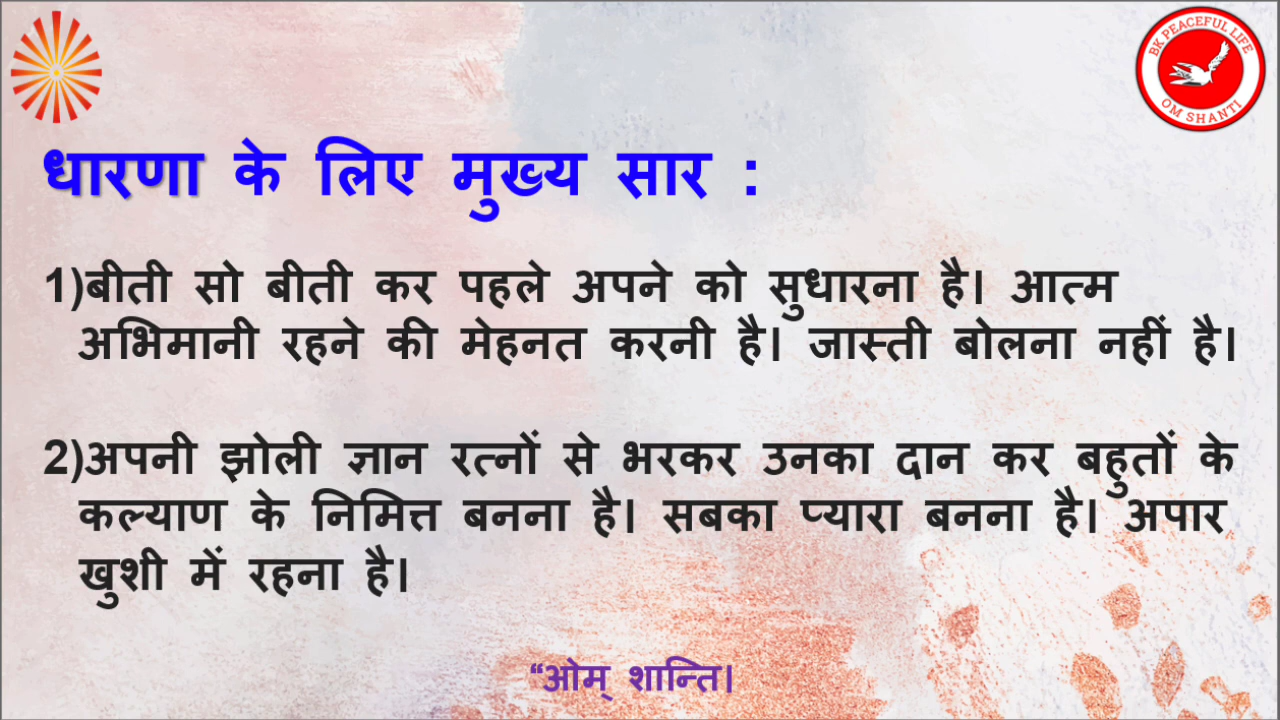 BK PEACEFUL LIFE
OM SHANTI
धारणा के लिए मुख्य सार :
1)बीती सो बीती कर पहले अपने को सुधारना है। आत्म
अभिमानी रहने की मेहनत करनी है। जास्ती बोलना नहीं है।
2)अपनी झोली ज्ञान रत्नों से भरकर उनका दान कर बहुतों के
कल्याण के निमित्त बनना है। सबका प्यारा बनना है। अपार
खुशी में रहना है।
“ओम् शान्ति।